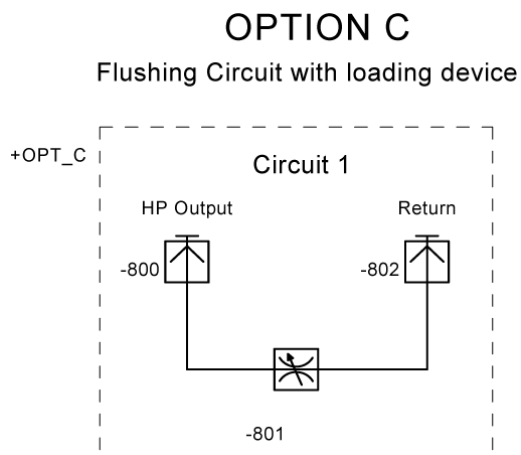 OPTION C
Flushing Circuit with loading device
+OPT_C
Circuit 1
HP Output
Return
-800
-802
-801